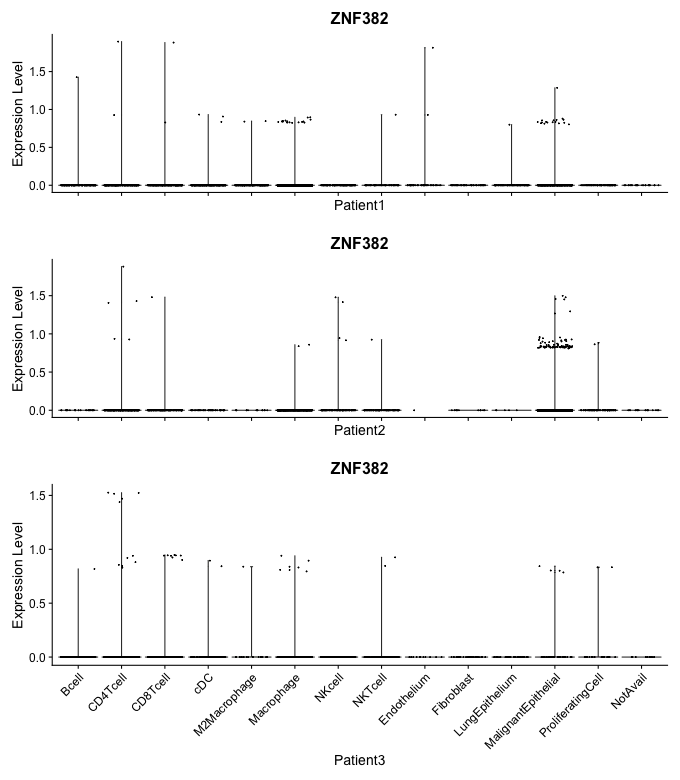 ZNF382
Expression Level
1.5
1.0
0.5
0.0
Patient1
ZNF382
Expression Level
1.5
1.0
0.5
0.0
Patient2
ZNF382
Expression Level
1.5
1.0
0.5
0.0
Bcell
CD4Tcell
CD8Tcell
cDC
M2Macrophage
Macrophage
NKcell
NKTcell
Endothelium
Fibroblast
LungEpithelium
MalignantEpithelial
ProliferatingCell
NotAvail
Patient3